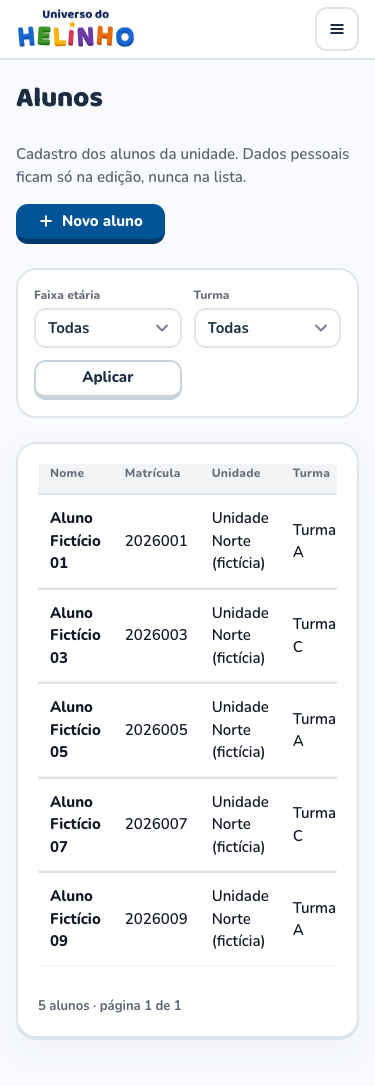 Universo do
HELINHO
Alunos
Cadastro dos alunos da unidade. Dados pessoais
ficam só na edição, nunca na lista.
+ Novo aluno
Faixa etária Turma
Todas Todas
Aplicar
Nome Matrícula Unidade Turma
Aluno Fictício 01 2026001 Unidade Norte (fictícia) Turma A
Aluno Fictício 03 2026003 Unidade Norte (fictícia) Turma C
Aluno Fictício 05 2026005 Unidade Norte (fictícia) Turma A
Aluno Fictício 07 2026007 Unidade Norte (fictícia) Turma C
Aluno Fictício 09 2026009 Unidade Norte (fictícia) Turma A
5 alunos · página 1 de 1